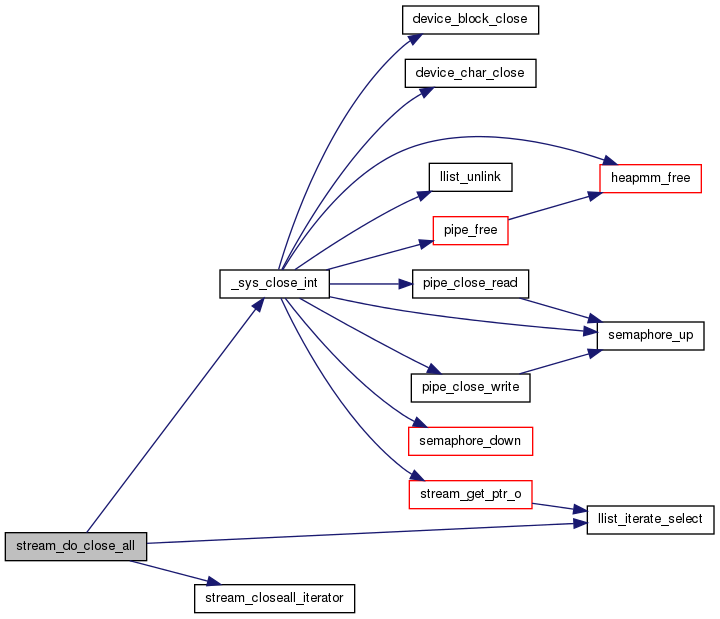 device_block_close
device_char_close
llist_unlink
heapmm_free
pipe_free
_sys_close_int
pipe_close_read
semaphore_up
pipe_close_write
semaphore_down
stream_get_ptr_o
llist_iterate_select
stream_do_close_all
stream_closeall_iterator